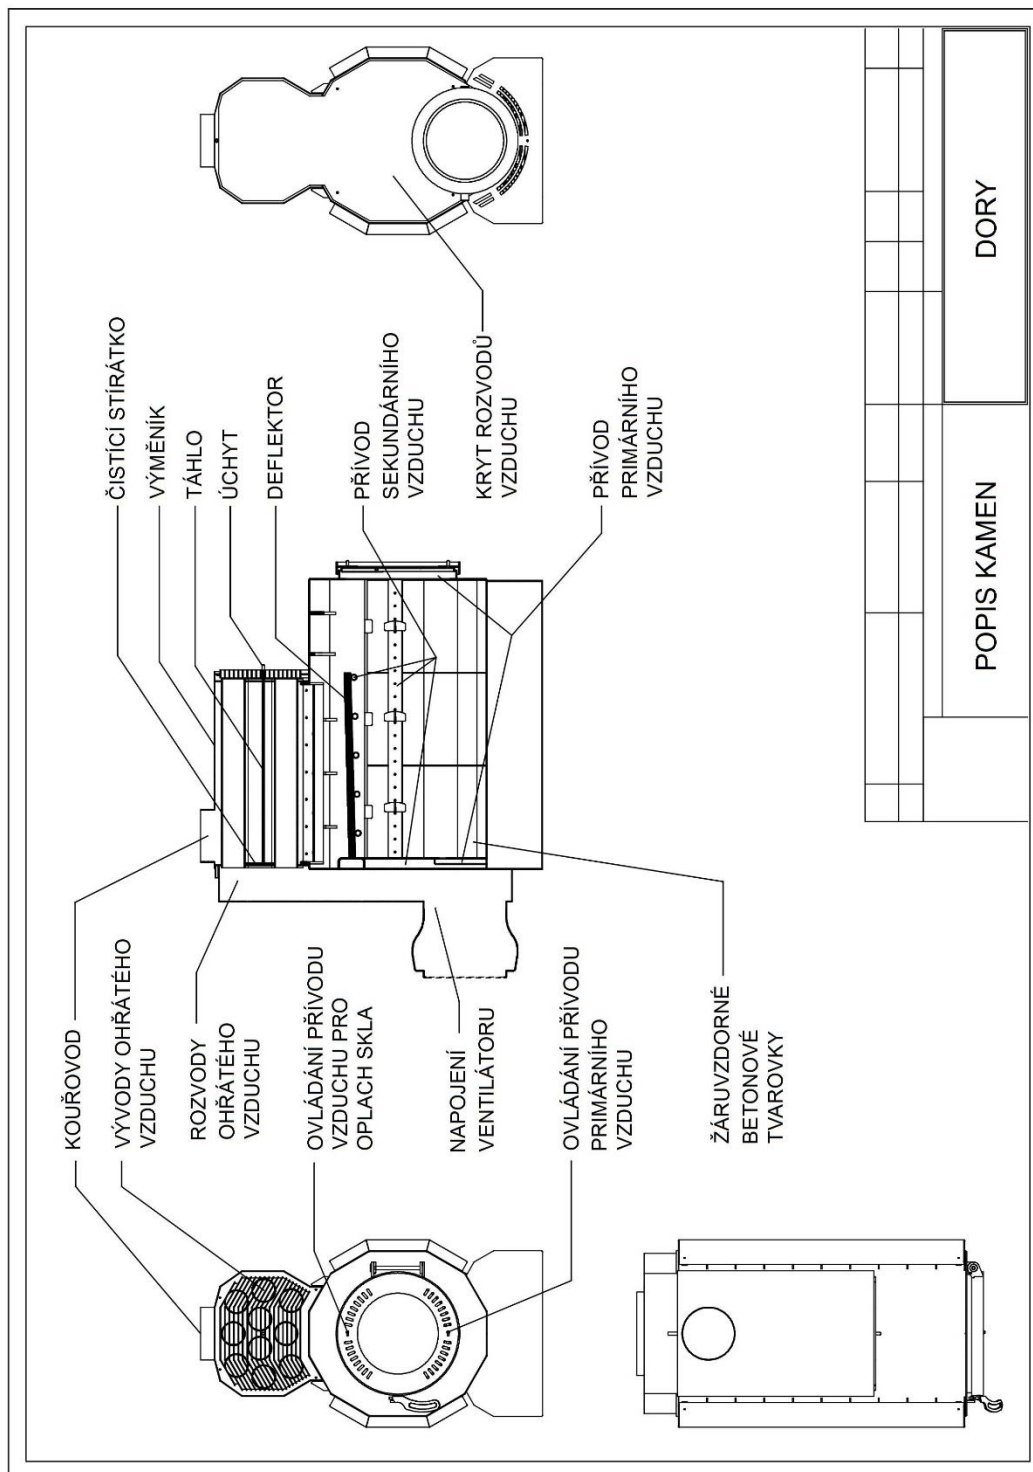 KOUŘOVOD
VÝVODY OHŘÁTÉHO
VZDUCHU
ROZVODY
OHŘÁTÉHO
VZDUCHU
OVLÁDÁNÍ PŘÍVODU
VZDUCHU PRO
OPLACH SKLA
NAPOJENÍ
VENTILÁTORU
OVLÁDÁNÍ PŘÍVODU
PRIMÁRNÍHO
VZDUCHU
ŽÁRUVZDORNÉ
BETONOVÉ
TVAROVKY
ČISTÍCÍ STÍRÁTKO
VÝMĚNÍK
TÁHLO
ÚCHYT
DEFLEKTOR
PŘÍVOD
SEKUNDÁRNÍHO
VZDUCHU
KRYT ROZVODŮ
VZDUCHU
PŘÍVOD
PRIMÁRNÍHO
VZDUCHU
POPIS KAMEN
DORY